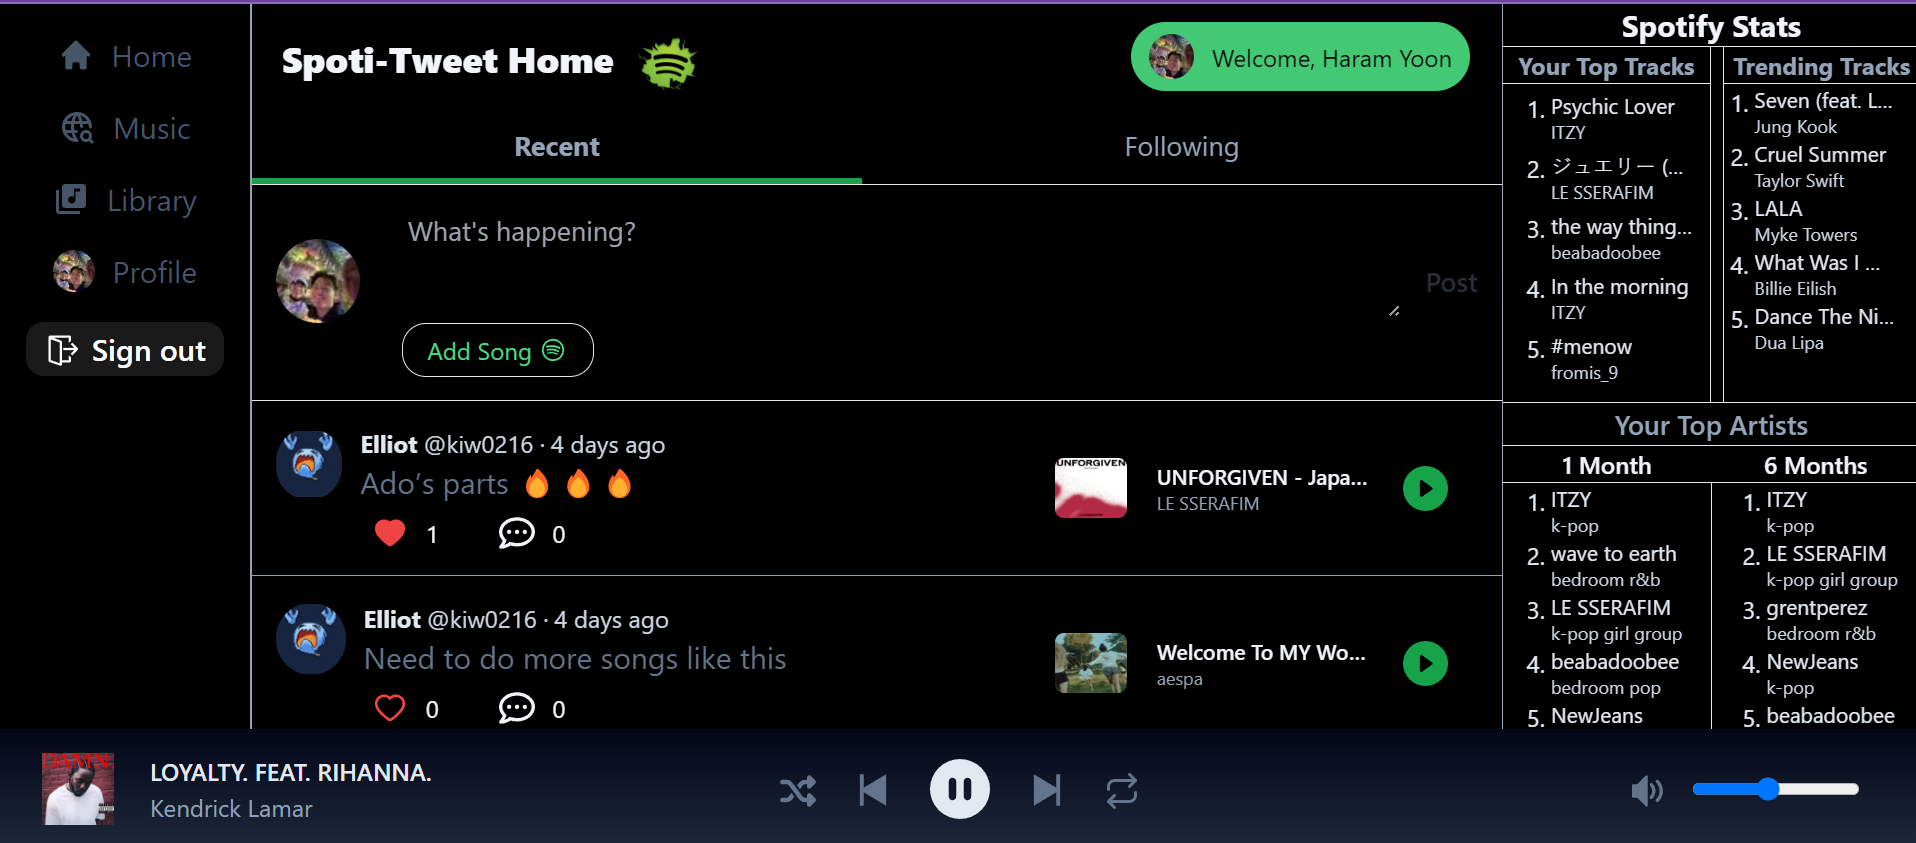 Home
Music
Library
Profile
Sign out
Spoti-Tweet Home
Welcome, Haram Yoon
Recent
Following
What's happening?
Post
Add Song
Elliot @kiw0216 · 4 days ago
Ado’s parts 🔥 🔥 🔥
1
0
UNFORGIVEN
UNFORGIVEN - Japa...
LE SSERAFIM
Elliot @kiw0216 · 4 days ago
Need to do more songs like this
0
0
Welcome To MY Wo...
aespa
Spotify Stats
Your Top Tracks
1. Psychic Lover
ITZY
2. ジュエリー (...
LE SSERAFIM
3. the way thing...
beabadoobee
4. In the morning
ITZY
5. #menow
fromis_9
Trending Tracks
1. Seven (feat. L...
Jung Kook
2. Cruel Summer
Taylor Swift
3. LALA
Myke Towers
4. What Was I ...
Billie Eilish
5. Dance The Ni...
Dua Lipa
Your Top Artists
1 Month
1. ITZY
k-pop
2. wave to earth
bedroom r&b
3. LE SSERAFIM
k-pop girl group
4. beabadoobee
bedroom pop
5. NewJeans
6 Months
1. ITZY
k-pop
2. LE SSERAFIM
k-pop girl group
3. grentperez
bedroom r&b
4. NewJeans
k-pop
5. beabadoobee
DAMN.
LOYALTY. FEAT. RIHANNA.
Kendrick Lamar